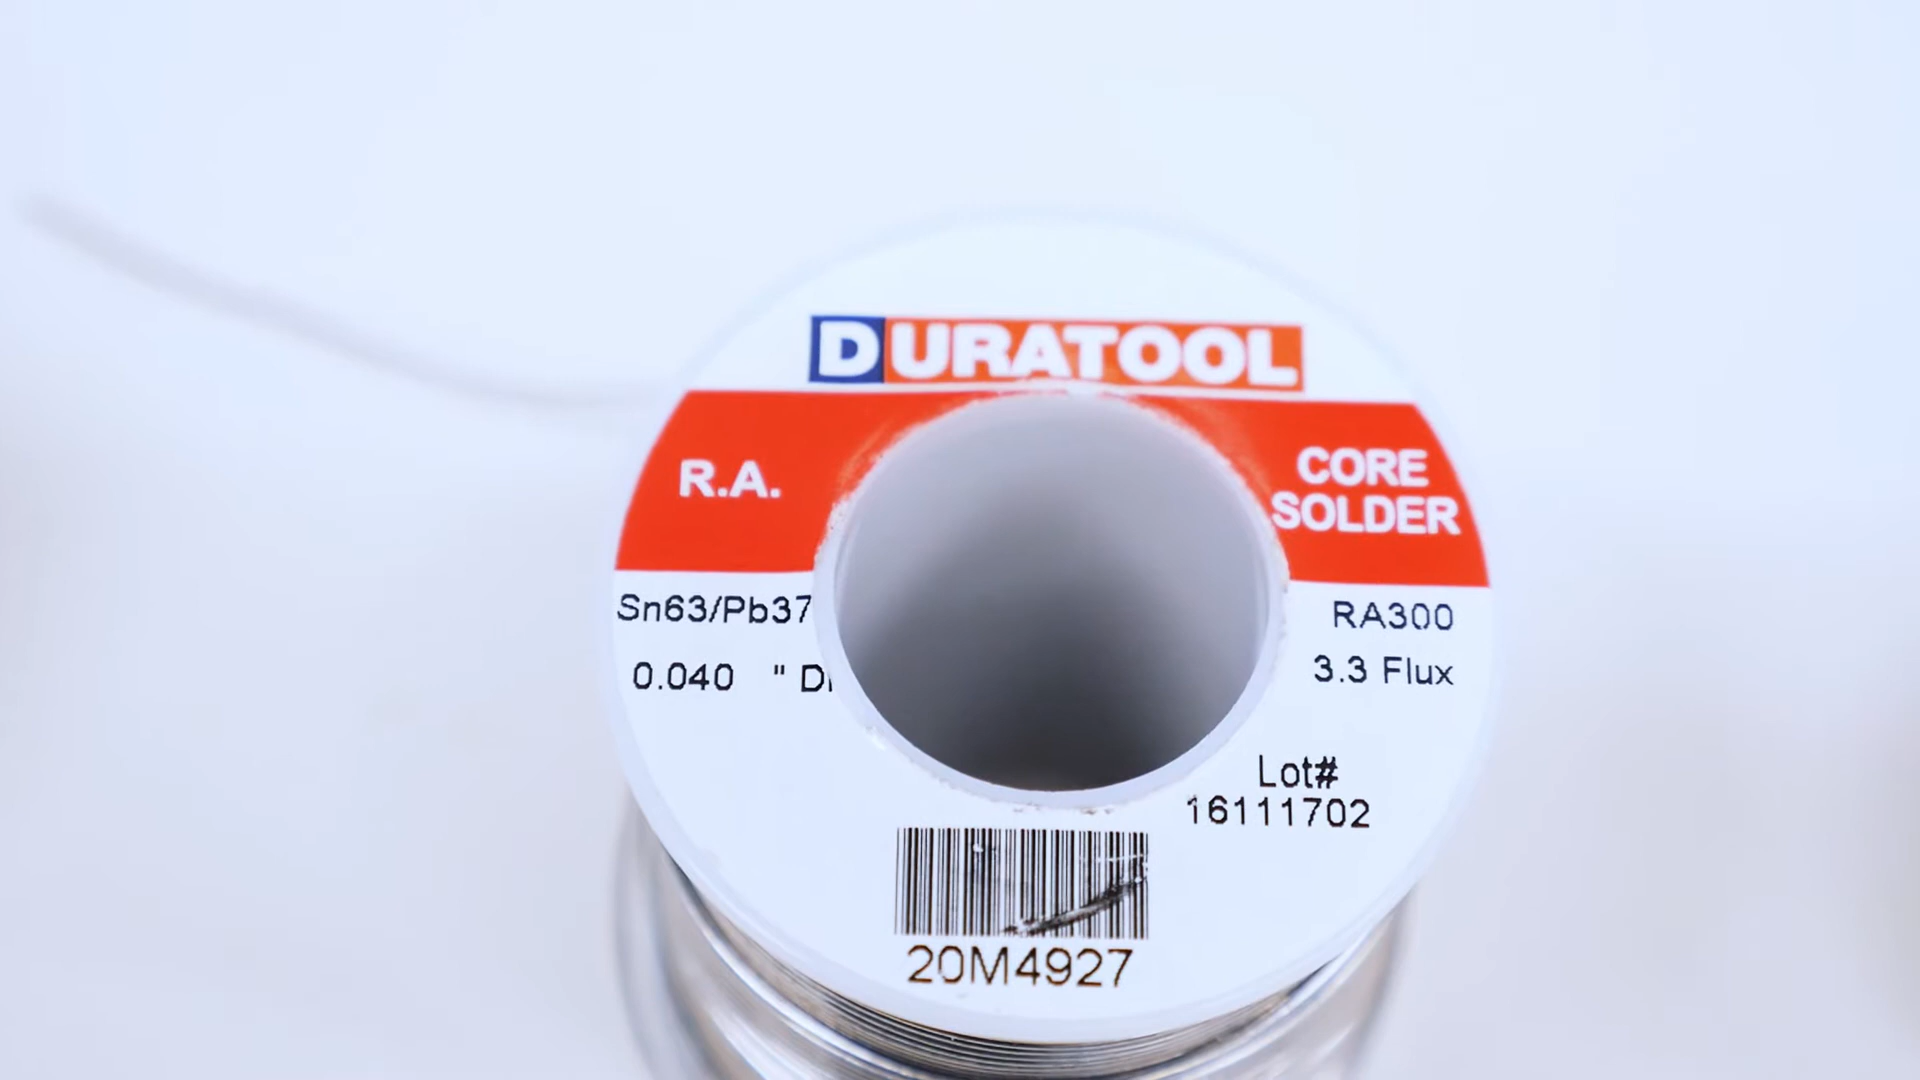 DURATOOL
R.A.
CORE
SOLDER
Sn63/Pb37
0.040 "
RA300
3.3 Flux
Lot#
16111702
20M4927